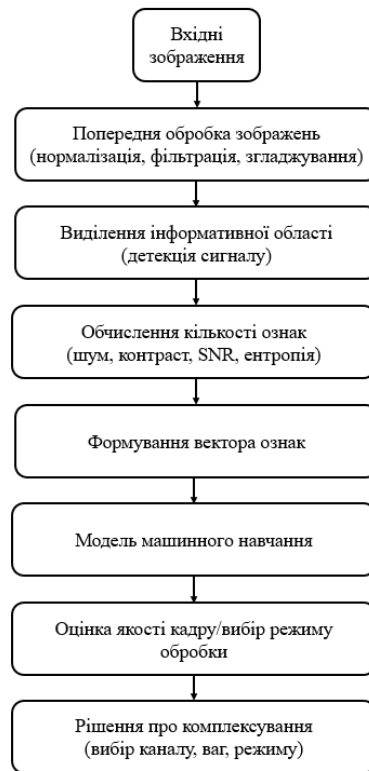 Вхідні
зображення
Попередня обробка зображень
(нормалізація, фільтрація, згладжування)
Виділення інформативної області
(детекція сигналу)
Обчислення кількості ознак
(шум, контраст, SNR, ентропія)
Формування вектора ознак
Модель машинного навчання
Оцінка якості кадру/вибір режиму
обробки
Рішення про комплексування
(вибір каналу, ваг, режиму)